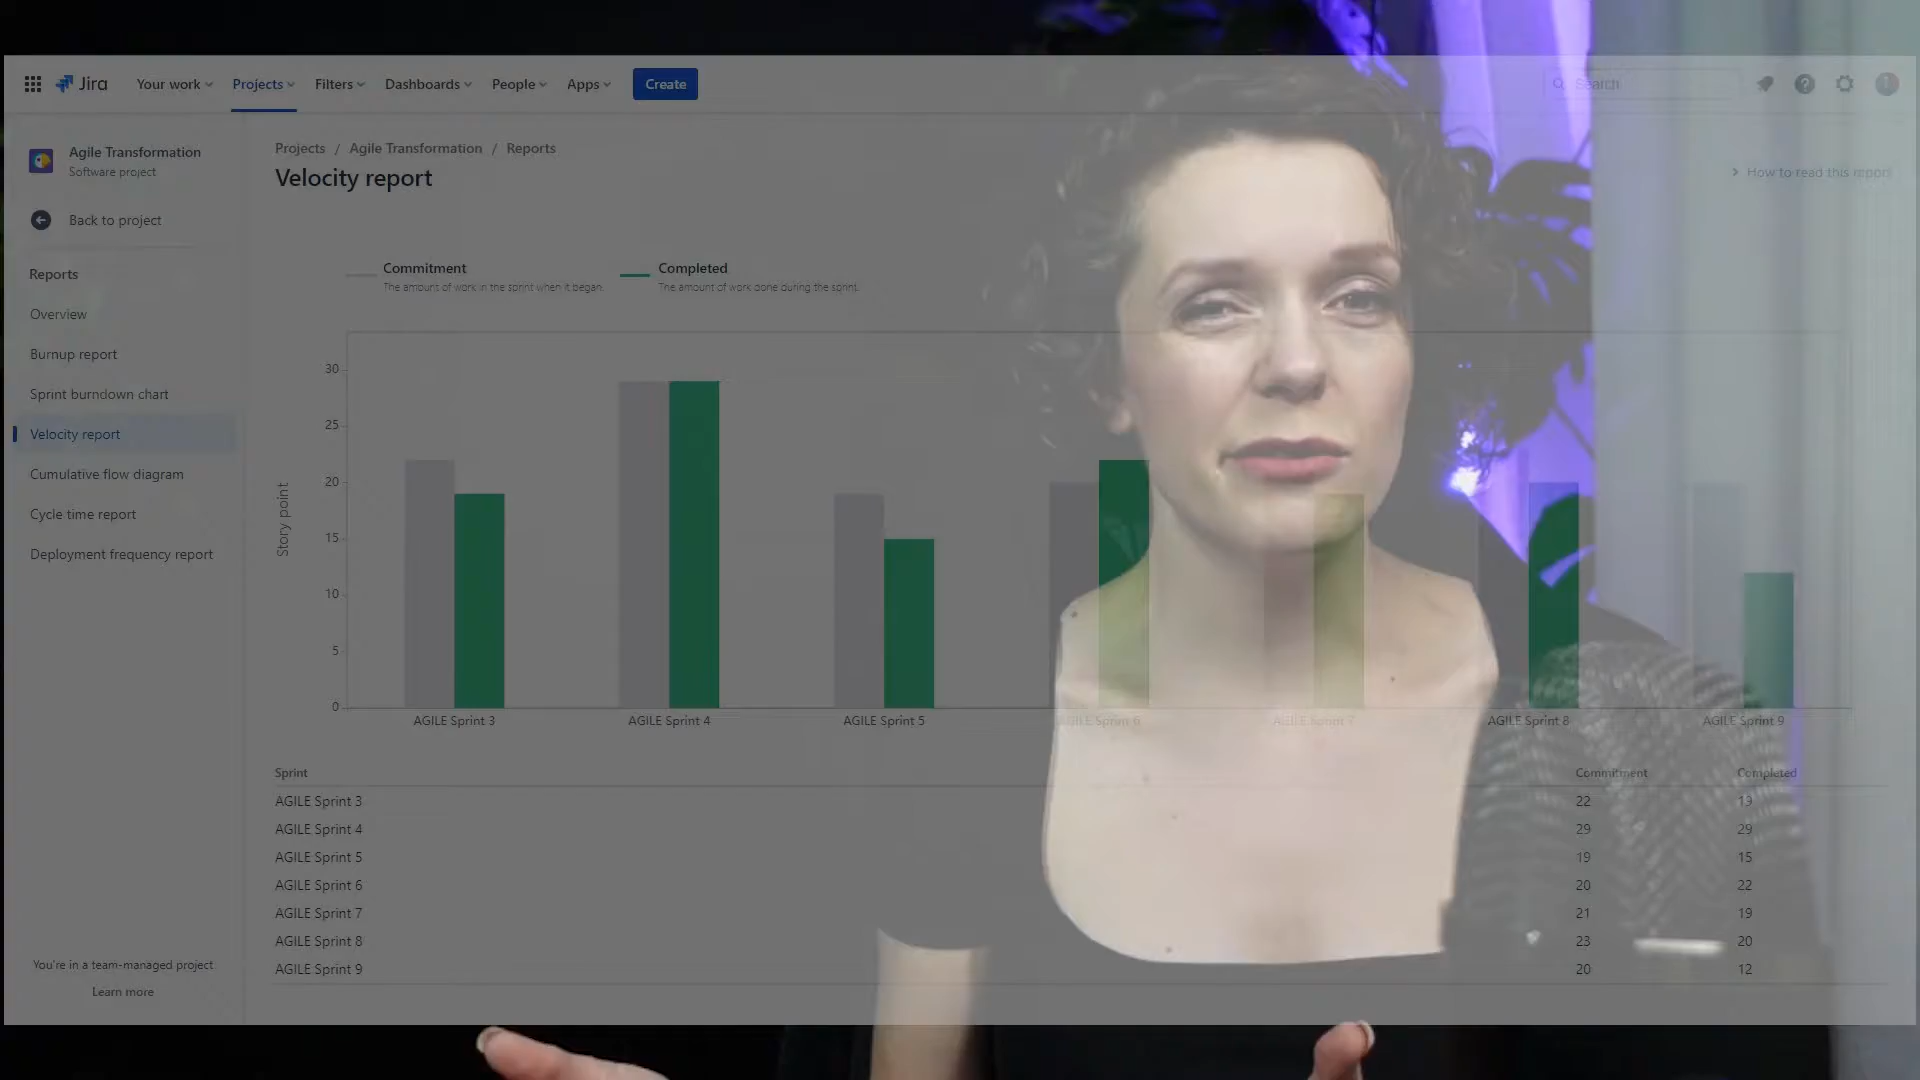 Jira Your work Projects Filters Dashboards People Apps Create Search
Agile Transformation
Software project
Back to project
Reports
Overview
Burnup report
Sprint burndown chart
Velocity report
Cumulative flow diagram
Cycle time report
Deployment frequency report
You're in a team-managed project
Learn more
Projects / Agile Transformation / Reports
Velocity report
How to read this report
Commitment
The amount of work in the sprint when it began.
Completed
The amount of work done during the sprint.
Story point
30
25
20
15
10
5
0
AGILE Sprint 3 AGILE Sprint 4 AGILE Sprint 5 AGILE Sprint 6 AGILE Sprint 7 AGILE Sprint 8 AGILE Sprint 9
Sprint Commitment Completed
AGILE Sprint 3 22 19
AGILE Sprint 4 29 29
AGILE Sprint 5 19 15
AGILE Sprint 6 20 22
AGILE Sprint 7 21 19
AGILE Sprint 8 23 20
AGILE Sprint 9 20 12